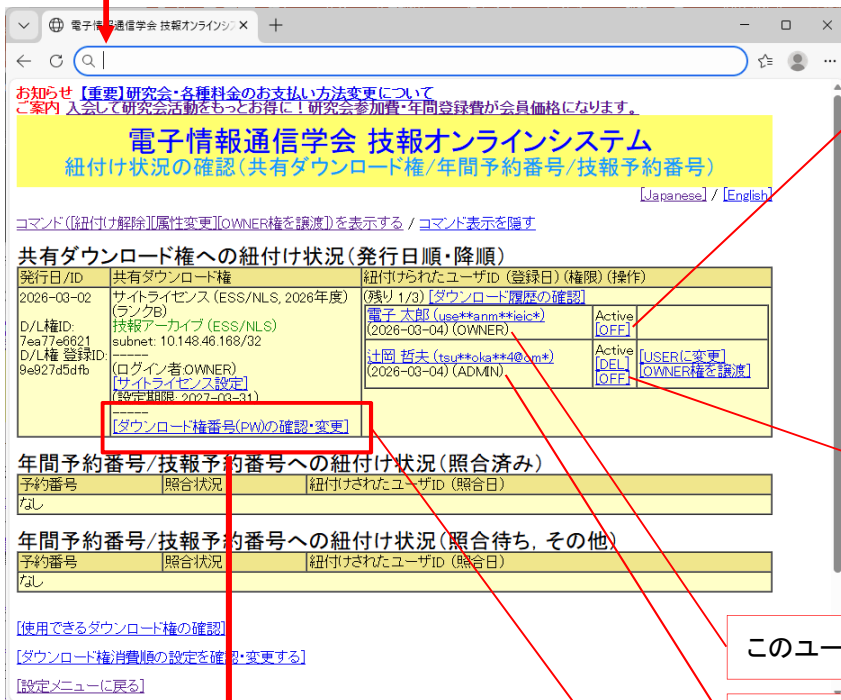 電子情報通信学会 技報オンラインシス
お知らせ 【重要】研究会・各種料金のお支払い方法変更について
ご案内 入会して研究会活動をもっとお得に！研究会参加費・年間登録費が会員価格になります。
電子情報通信学会 技報オンラインシステム
紐付け状況の確認(共有ダウンロード権/年間予約番号/技報予約番号)
[Japanese] / [English]
コマンド([紐付け解除][属性変更][OWNER権を譲渡])を表示する / コマンド表示を隠す
共有ダウンロード権への紐付け状況(発行日順・降順)
発行日/ID 共有ダウンロード権 紐付けられたユーザID (登録日) (権限) (操作)
2026-03-02
D/L権ID:
7ea77e6621
D/L権 登録ID:
9e927d5dfb
サイトライセンス (ESS/NLS, 2026年度)
(ランクB)
技報アーカイブ (ESS/NLS)
subnet: 10.148.46.168/32
-----
(ログイン者:OWNER)
[サイトライセンス設定]
(設定期限: 2027-03-31)
-----
[ダウンロード権番号(PW)の確認・変更]
(残り 1/3) [ダウンロード履歴の確認]
電子 太郎 (use**anm**ieic*)
(2026-03-04) (OWNER)
Active
[OFF]
辻岡 哲夫 (tsu**oka**4@om*)
(2026-03-04) (ADMIN)
Active
[DEL]
[OFF]
[USERに変更]
[OWNER権を譲渡]
年間予約番号/技報予約番号への紐付け状況(照合済み)
予約番号 照合状況 紐付けされたユーザID (照合日)
なし
年間予約番号/技報予約番号への紐付け状況(照合待ち, その他)
予約番号 照合状況 紐付けされたユーザID (照合日)
なし
[使用できるダウンロード権の確認]
[ダウンロード権消費順の設定を確認・変更する]
[設定メニューに戻る]
このユー